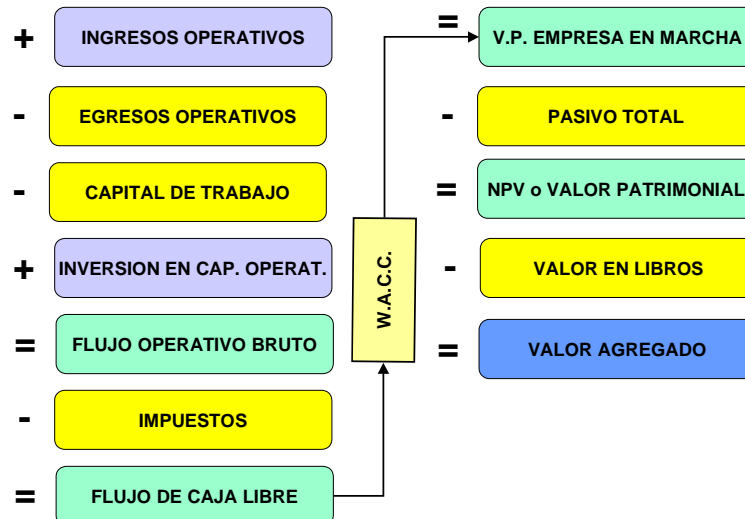 + INGRESOS OPERATIVOS
- EGRESOS OPERATIVOS
- CAPITAL DE TRABAJO
+ INVERSION EN CAP. OPERAT.
= FLUJO OPERATIVO BRUTO
- IMPUESTOS
= FLUJO DE CAJA LIBRE
W.A.C.C.
= V.P. EMPRESA EN MARCHA
- PASIVO TOTAL
= NPV o VALOR PATRIMONIAL
- VALOR EN LIBROS
= VALOR AGREGADO